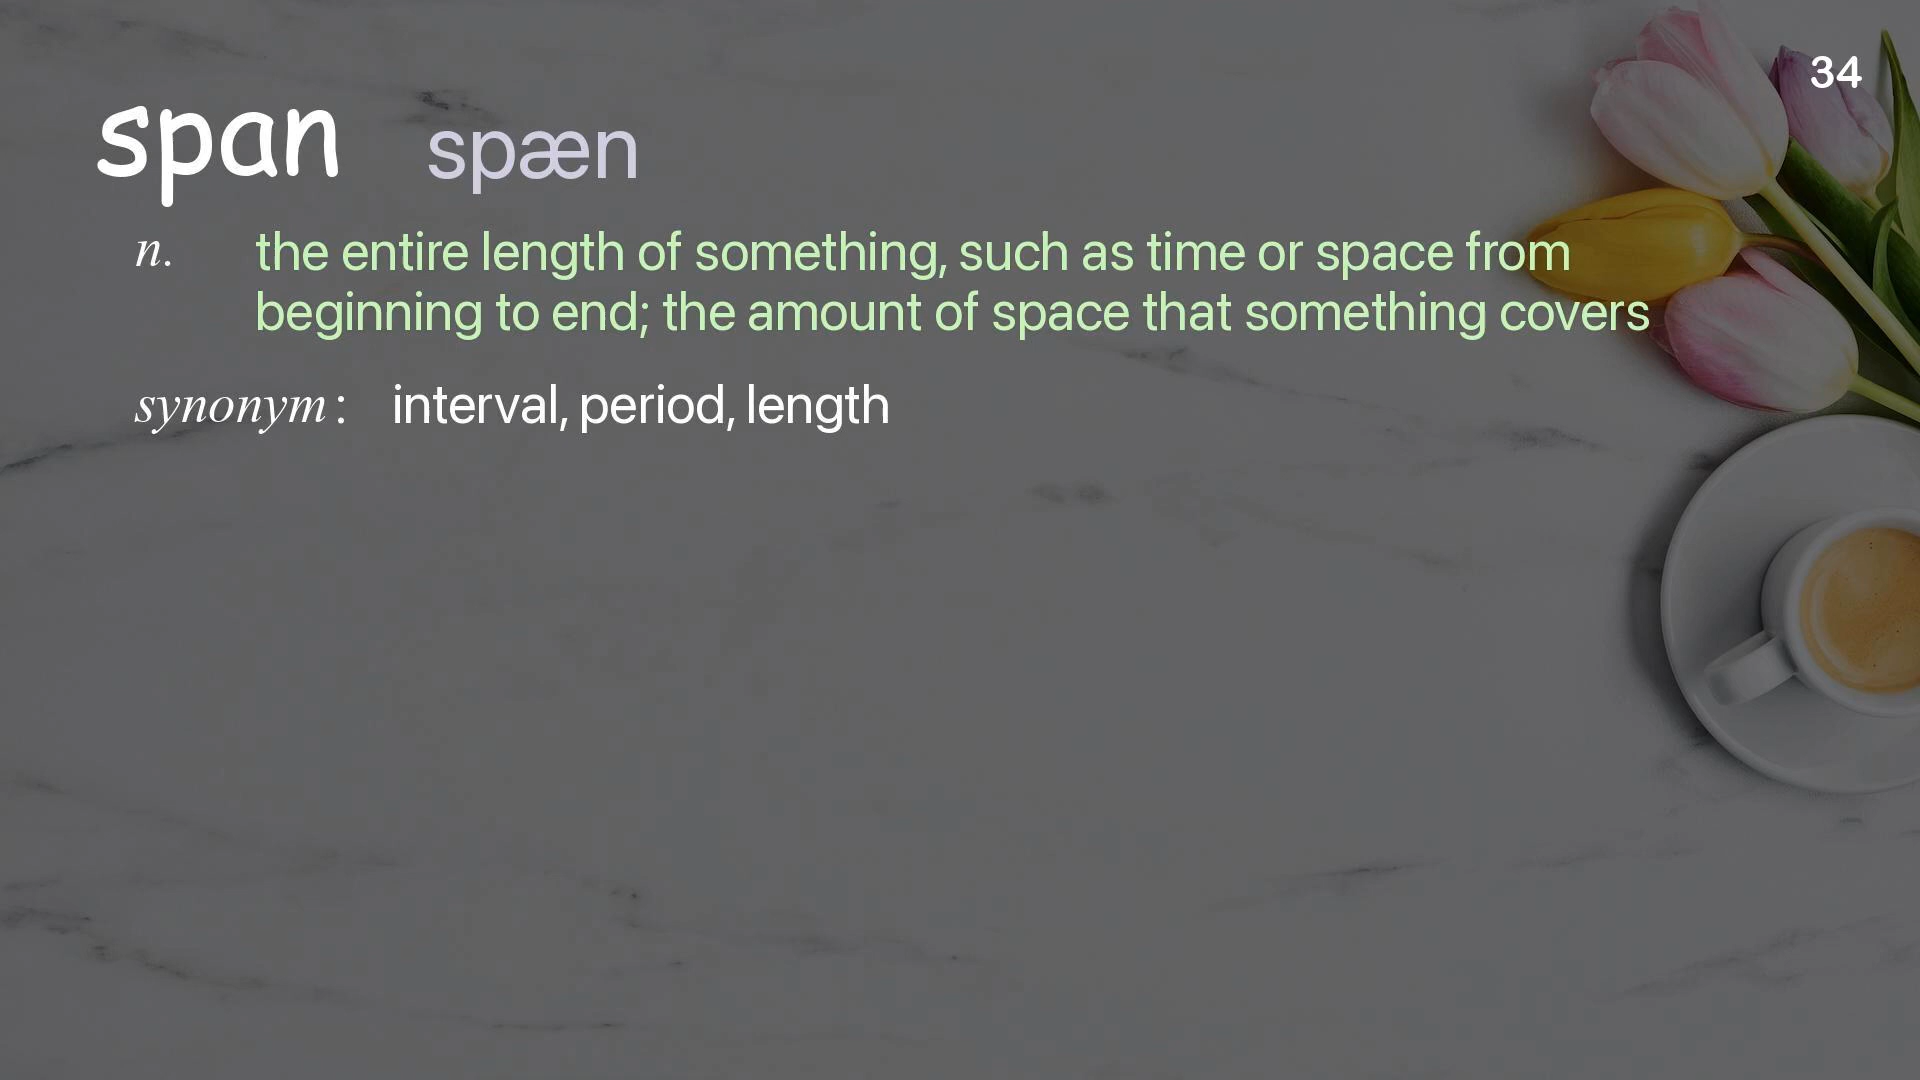 34
span spæn
n. the entire length of something, such as time or space from
beginning to end; the amount of space that something covers
synonym: interval, period, length